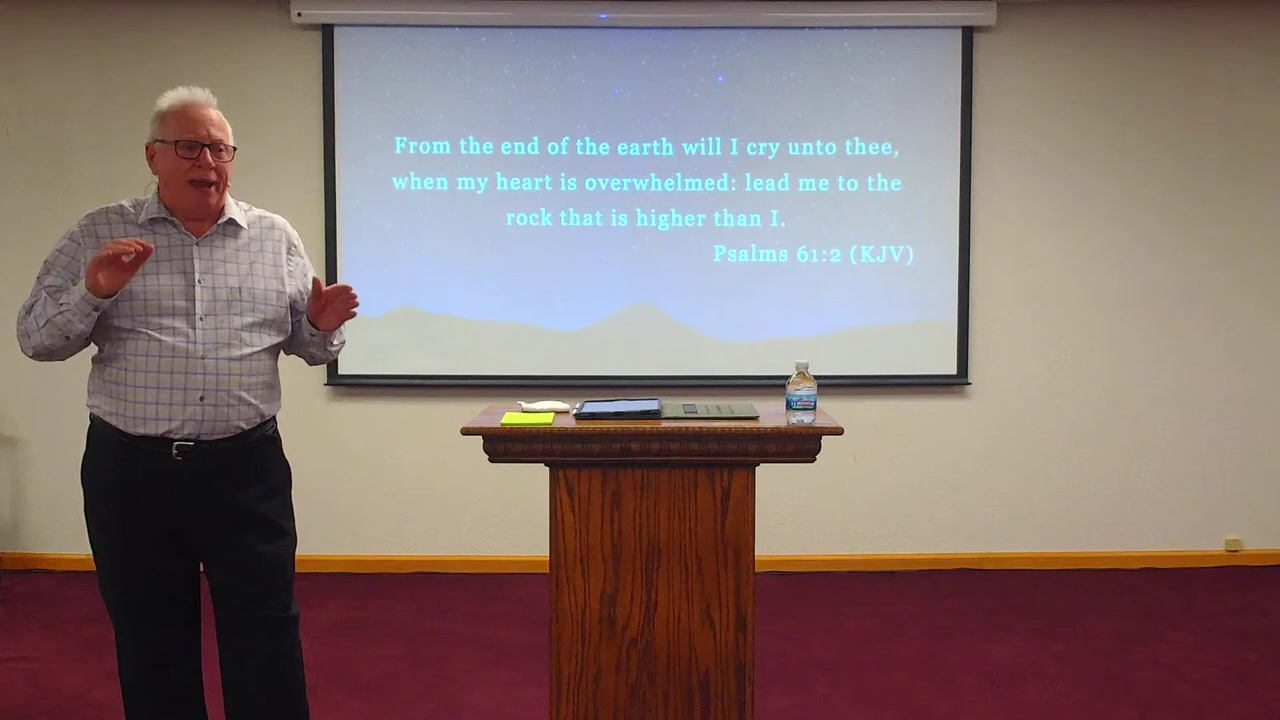 From the end of the earth will I cry unto thee,
when my heart is overwhelmed: lead me to the
rock that is higher than I.
Psalms 61:2 (KJV)